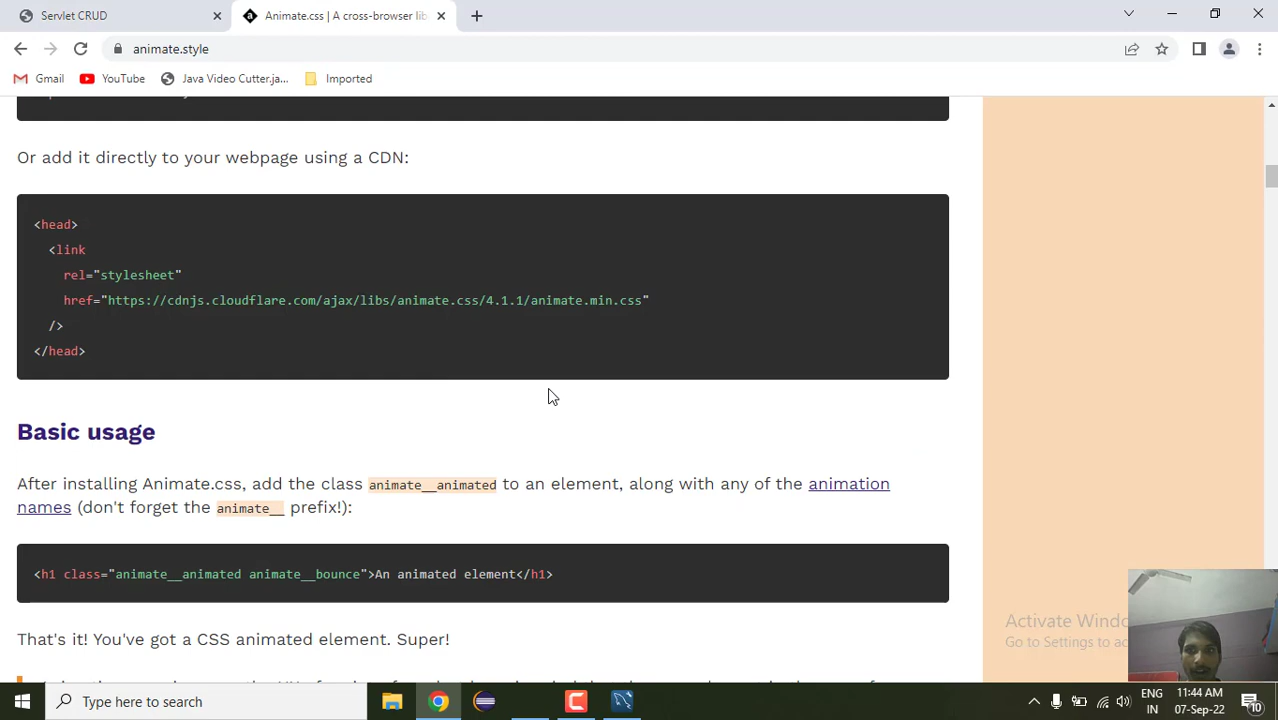 Servlet CRUD
Animate.css | A cross-browser lib
animate.style
Gmail
YouTube
Java Video Cutter.ja...
Imported
Or add it directly to your webpage using a CDN:
<head>
<link
rel="stylesheet"
href="https://cdnjs.cloudflare.com/ajax/libs/animate.css/4.1.1/animate.min.css"
/>
</head>
Basic usage
After installing Animate.css, add the class animate__animated to an element, along with any of the animation
names (don't forget the animate__ prefix!):
<h1 class="animate__animated animate__bounce">An animated element</h1>
That's it! You've got a CSS animated element. Super!
Activate Windo
Go to Settings to ac
Type here to search
ENG
IN
11:44 AM
07-Sep-22
10